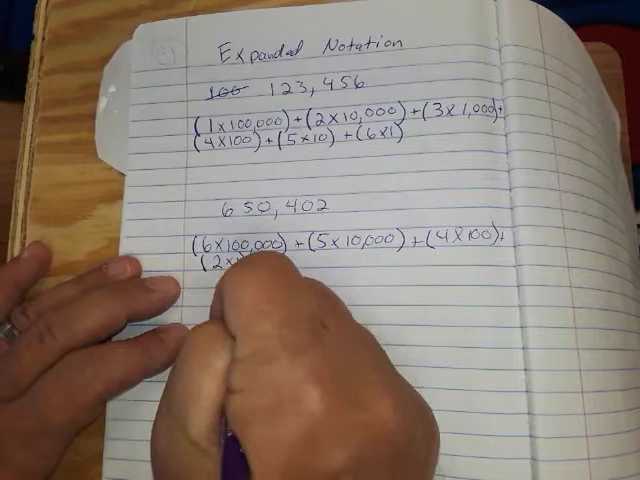 Expanded Notation
100 123,456
(1x100,000)+(2x10,000)+(3x1,000)+
(4x100)+(5x10)+(6x1)
650,402
(6x100,000)+(5x10,000)+(4x100)+
(2x1